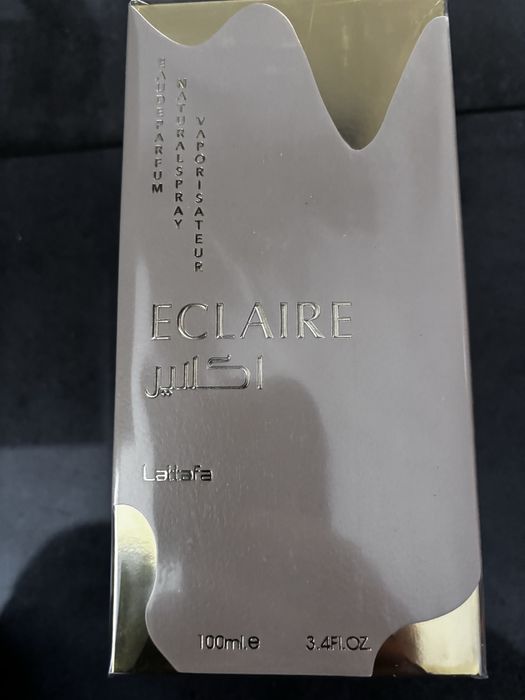 EAU DE PARFUM
NATURAL SPRAY
VAPORISATEUR
ECLAIRE
اكلير
Lattafa
100ml.e 3.4Fl.OZ.